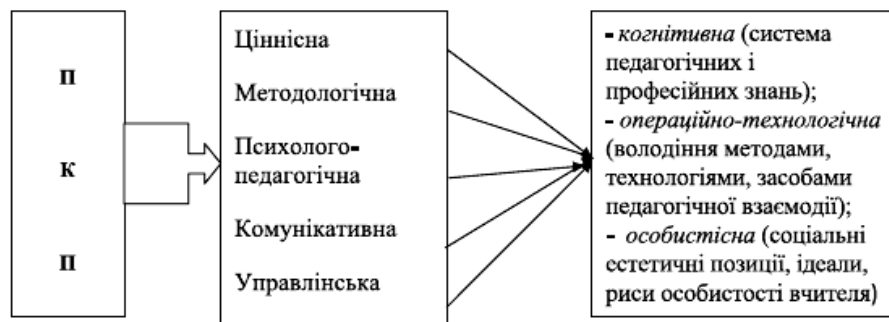 П
К
П
Ціннісна
Методологічна
Психолого-
педагогічна
Комунікативна
Управлінська
- когнітивна (система
педагогічних і
професійних знань);
- операційно-технологічна
(володіння методами,
технологіями, засобами
педагогічної взаємодії);
- особистісна (соціальні
естетичні позиції, ідеали,
риси особистості вчителя)